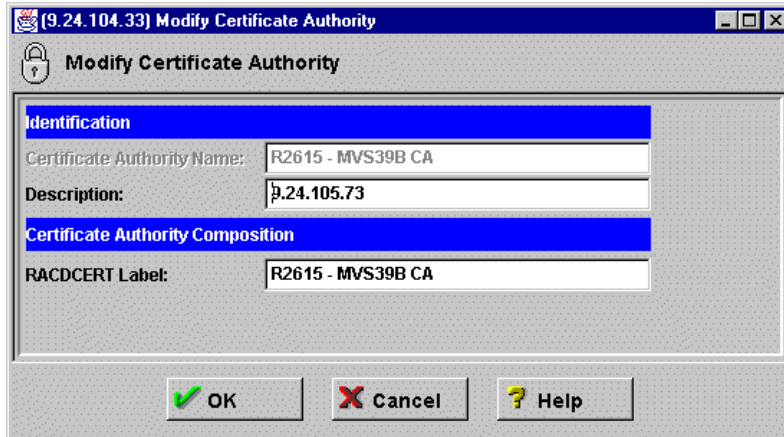 (9.24.104.33) Modify Certificate Authority
Modify Certificate Authority
Identification
Certificate Authority Name: R2615 - MVS39B CA
Description: 9.24.105.73
Certificate Authority Composition
RACDCERT Label: R2615 - MVS39B CA
OK Cancel ? Help